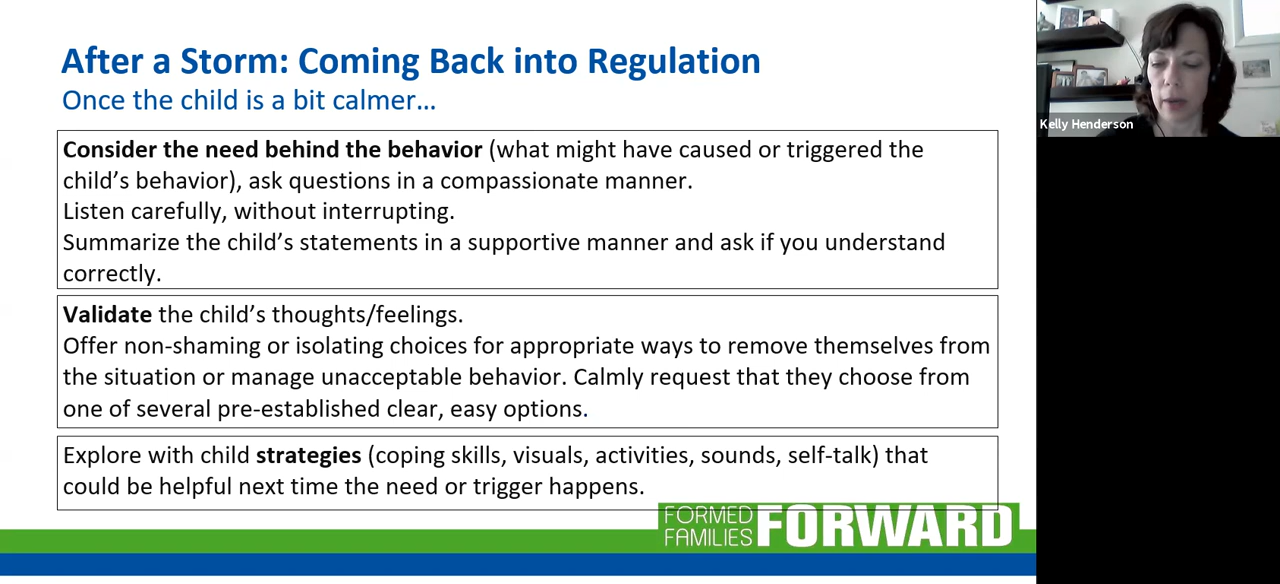 After a Storm: Coming Back into Regulation
Once the child is a bit calmer…
Consider the need behind the behavior (what might have caused or triggered the
child’s behavior), ask questions in a compassionate manner.
Listen carefully, without interrupting.
Summarize the child’s statements in a supportive manner and ask if you understand
correctly.
Validate the child’s thoughts/feelings.
Offer non-shaming or isolating choices for appropriate ways to remove themselves from
the situation or manage unacceptable behavior. Calmly request that they choose from
one of several pre-established clear, easy options.
Explore with child strategies (coping skills, visuals, activities, sounds, self-talk) that
could be helpful next time the need or trigger happens.
FORMED
FAMILIES
FORWARD
Kelly Henderson